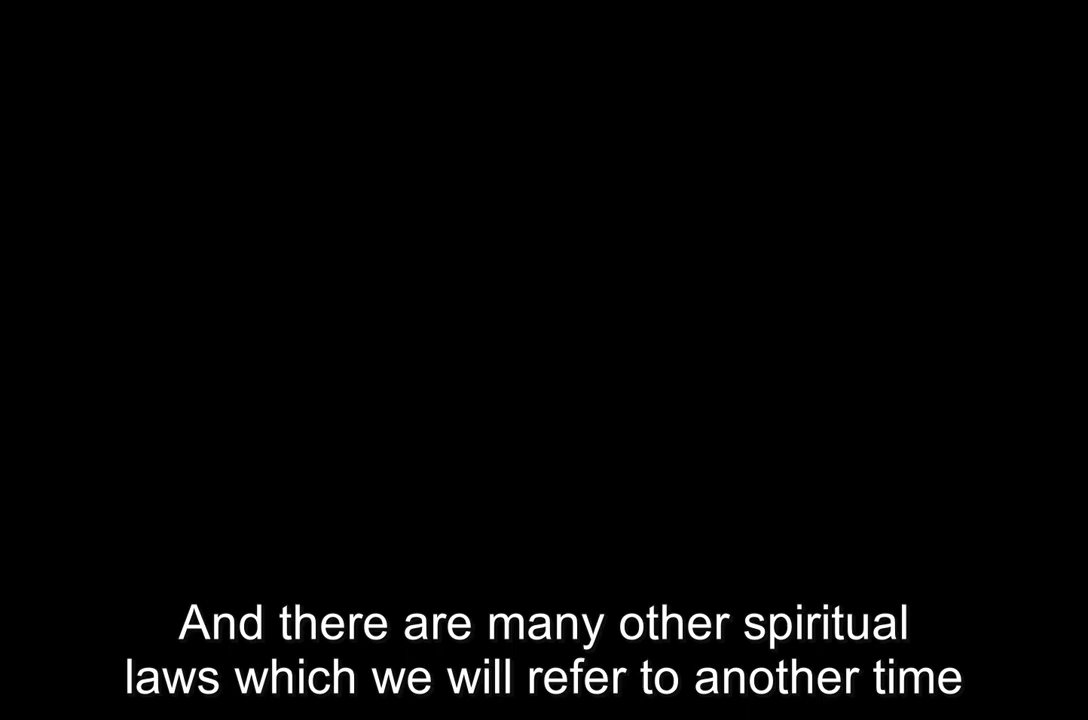 And there are many other spiritual
laws which we will refer to another time